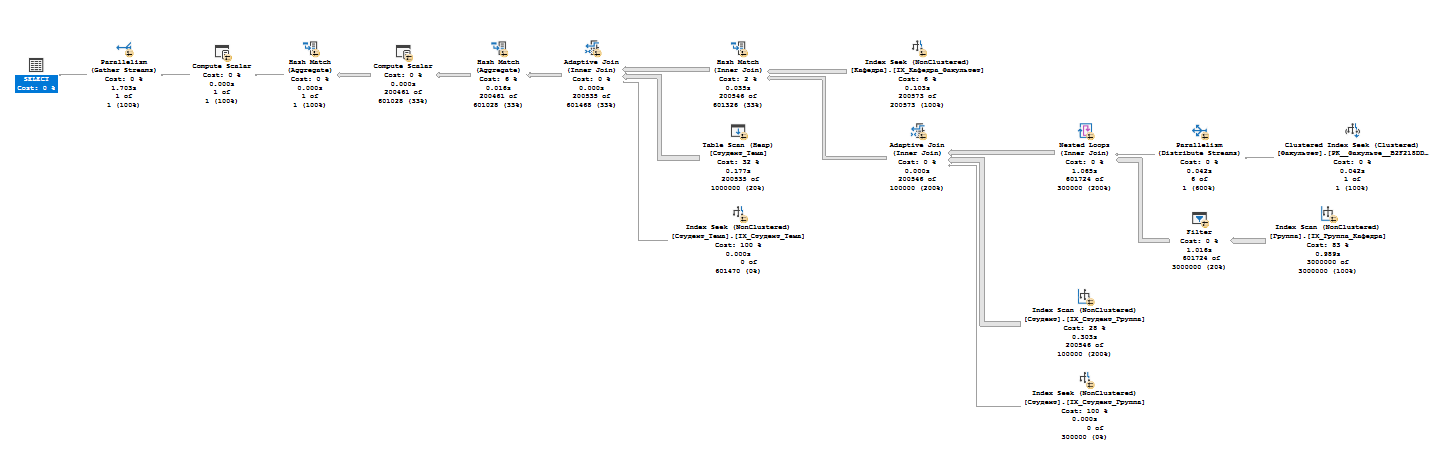 SELECT
Cost: 0 %
Parallelism
(Gather Streams)
Cost: 0 %
1.703s
1 of
1 (100%)
Compute Scalar
Cost: 0 %
0.000s
1 of
1 (100%)
Hash Match
(Aggregate)
Cost: 0 %
0.000s
1 of
1 (100%)
Compute Scalar
Cost: 0 %
0.000s
200461 of
601028 (33%)
Hash Match
(Aggregate)
Cost: 6 %
0.016s
200461 of
601028 (33%)
Adaptive Join
(Inner Join)
Cost: 0 %
0.000s
200535 of
601468 (33%)
Hash Match
(Inner Join)
Cost: 2 %
0.035s
200546 of
601326 (33%)
Index Seek (NonClustered)
[Кафедра].[IX_Кафедра_Факультет]
Cost: 6 %
0.103s
200573 of
200573 (100%)
Table Scan (Heap)
[Студент_Тема]
Cost: 32 %
0.177s
200535 of
1000000 (20%)
Adaptive Join
(Inner Join)
Cost: 0 %
0.000s
200546 of
100000 (200%)
Nested Loops
(Inner Join)
Cost: 0 %
1.065s
601724 of
300000 (200%)
Parallelism
(Distribute Streams)
Cost: 0 %
0.042s
6 of
1 (600%)
Clustered Index Seek (Clustered)
[Факультет].[PK__Факульте__B2F218DD…
Cost: 0 %
0.042s
1 of
1 (100%)
Index Seek (NonClustered)
[Студент_Тема].[IX_Студент_Тема]
Cost: 100 %
0.000s
0 of
601470 (0%)
Filter
Cost: 0 %
1.016s
601724 of
3000000 (20%)
Index Scan (NonClustered)
[Группа].[IX_Группа_Кафедра]
Cost: 83 %
0.989s
3000000 of
3000000 (100%)
Index Scan (NonClustered)
[Студент].[IX_Студент_Группа]
Cost: 28 %
0.303s
200546 of
100000 (200%)
Index Seek (NonClustered)
[Студент].[IX_Студент_Группа]
Cost: 100 %
0.000s
0 of
300000 (0%)